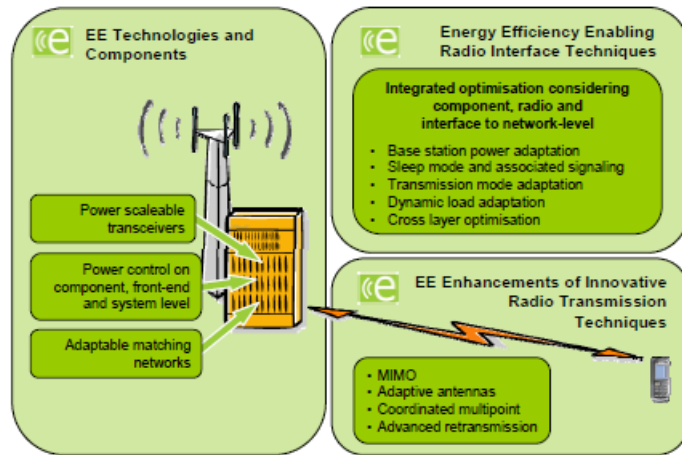 EE Technologies and
Components
Power scaleable
transceivers
Power control on
component, front-end
and system level
Adaptable matching
networks
Energy Efficiency Enabling
Radio Interface Techniques
Integrated optimisation considering
component, radio and
interface to network-level
• Base station power adaptation
• Sleep mode and associated signaling
• Transmission mode adaptation
• Dynamic load adaptation
• Cross layer optimisation
EE Enhancements of Innovative
Radio Transmission
Techniques
• MIMO
• Adaptive antennas
• Coordinated multipoint
• Advanced retransmission